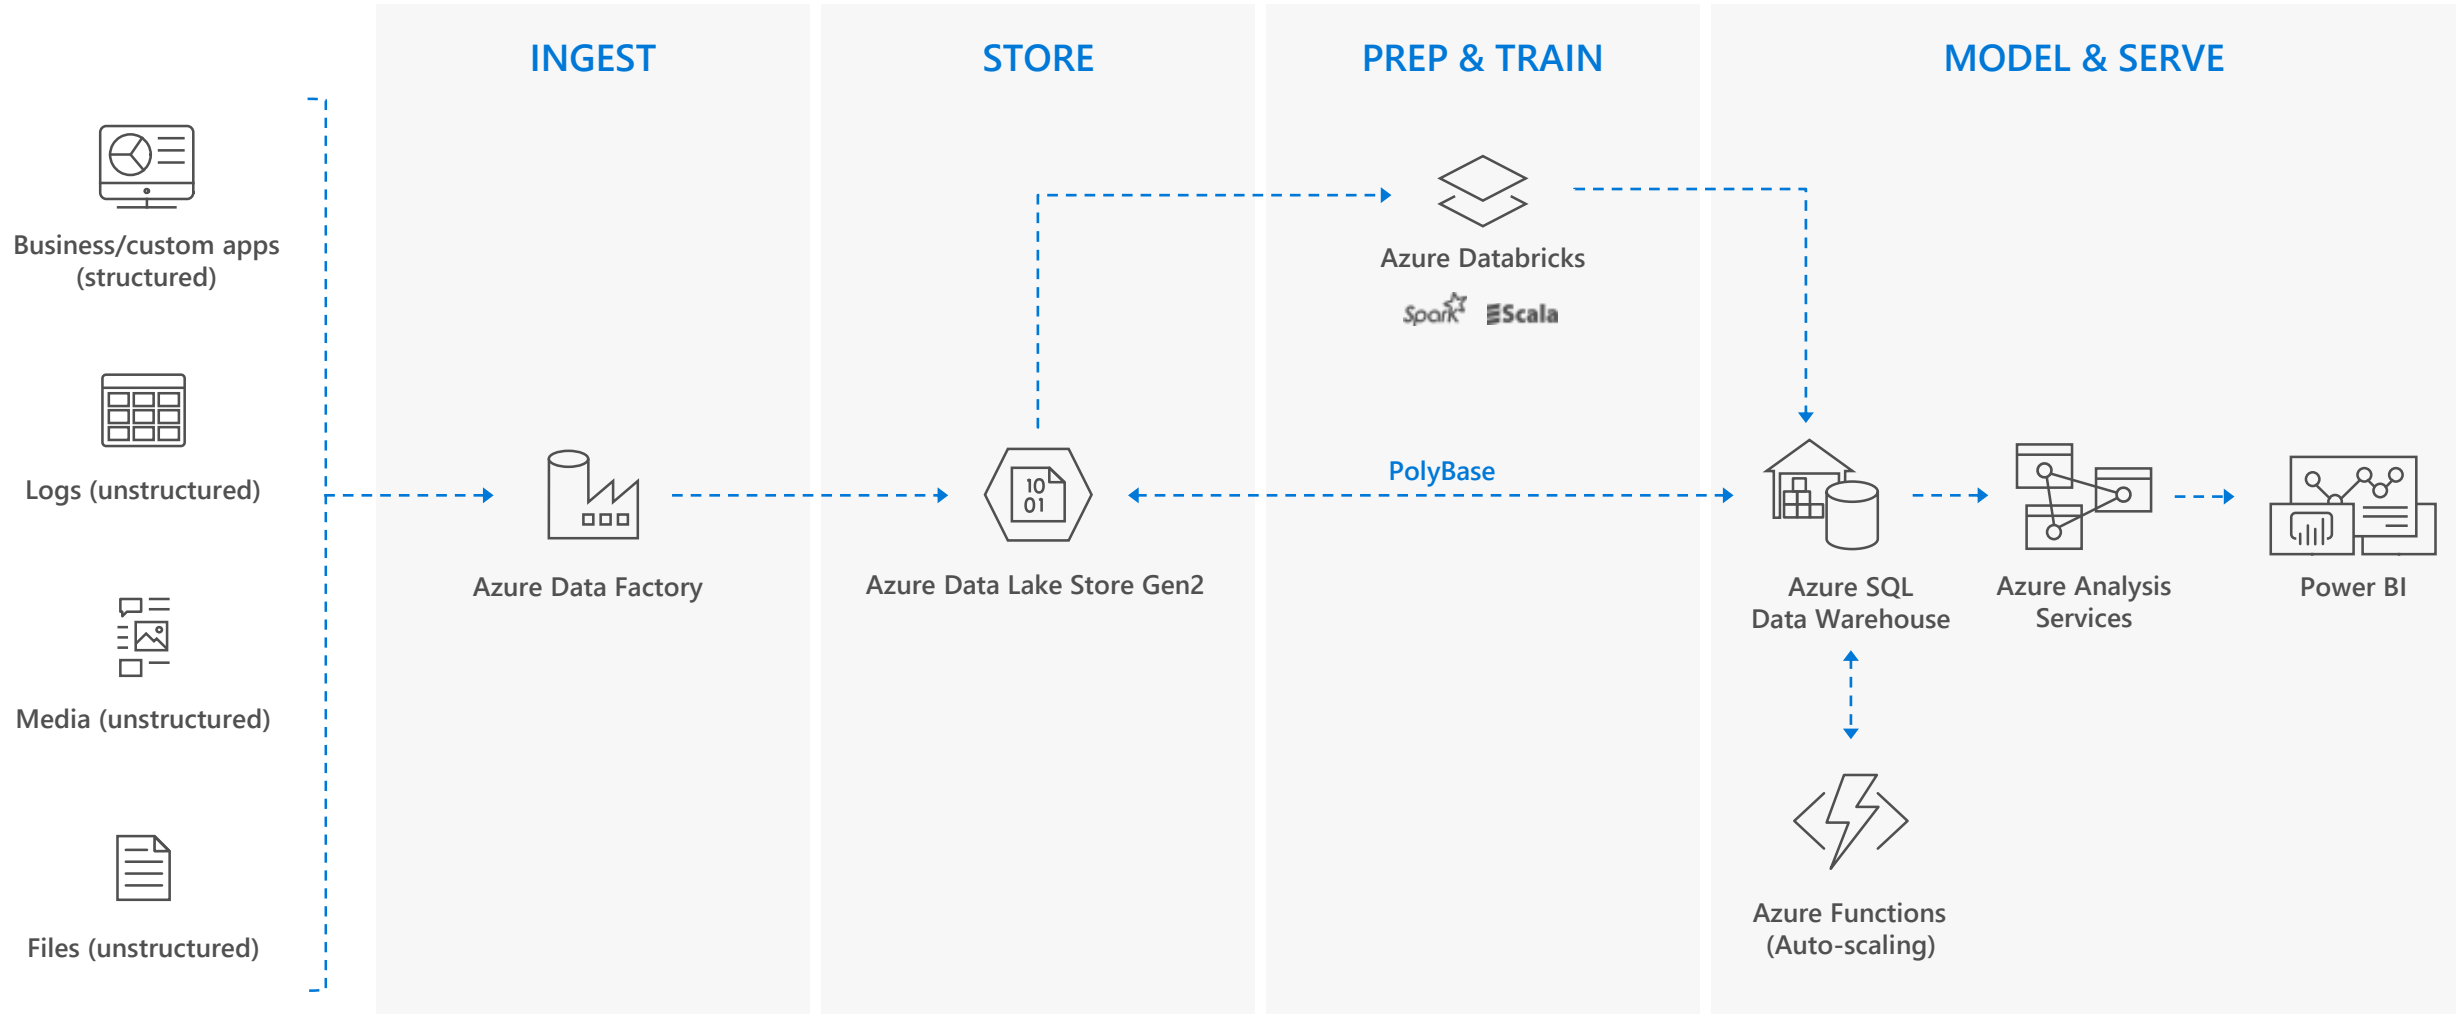 INGEST
STORE
PREP & TRAIN
MODEL & SERVE
Business/custom apps
(structured)
Logs (unstructured)
Media (unstructured)
Files (unstructured)
Azure Data Factory
10
01
Azure Data Lake Store Gen2
Azure Databricks
Spark
Scala
PolyBase
Azure SQL
Data Warehouse
Azure Analysis
Services
Power BI
Azure Functions
(Auto-scaling)